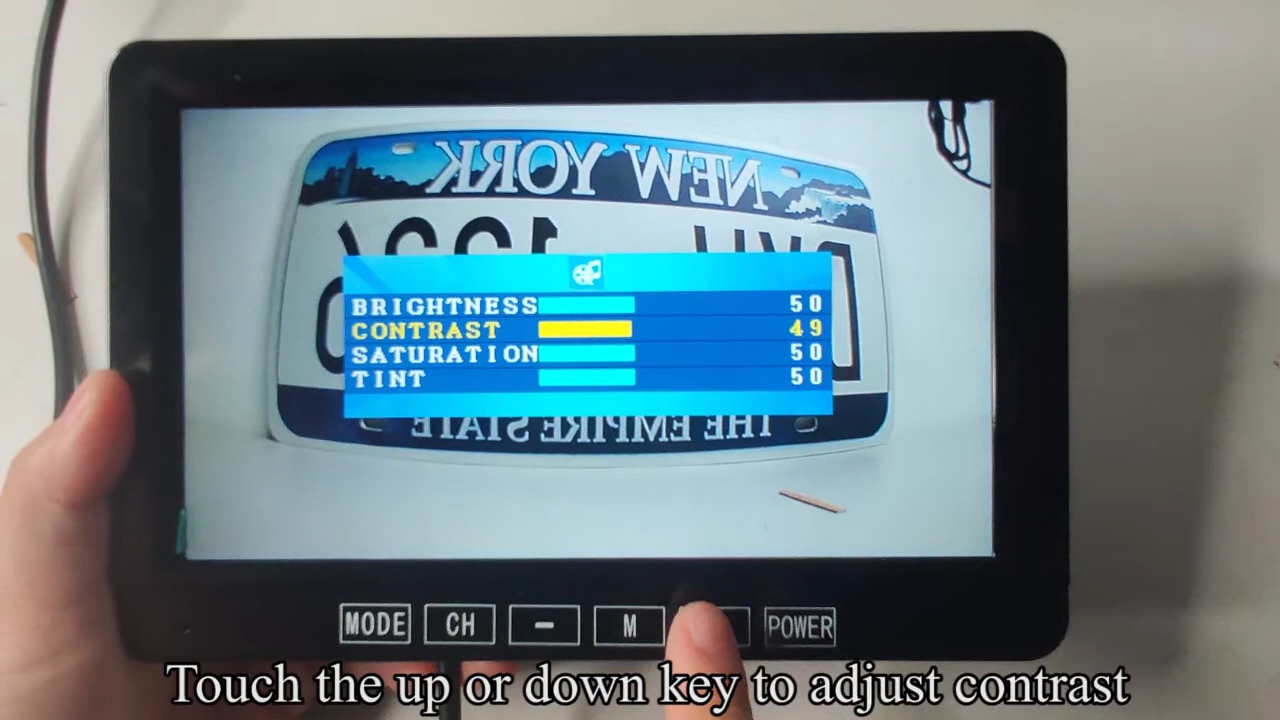 NEW YORK
BRIGHTNESS 50
CONTRAST 49
SATURATION 50
TINT 50
THE EMPIRE STATE
MODE CH - M POWER
Touch the up or down key to adjust contrast